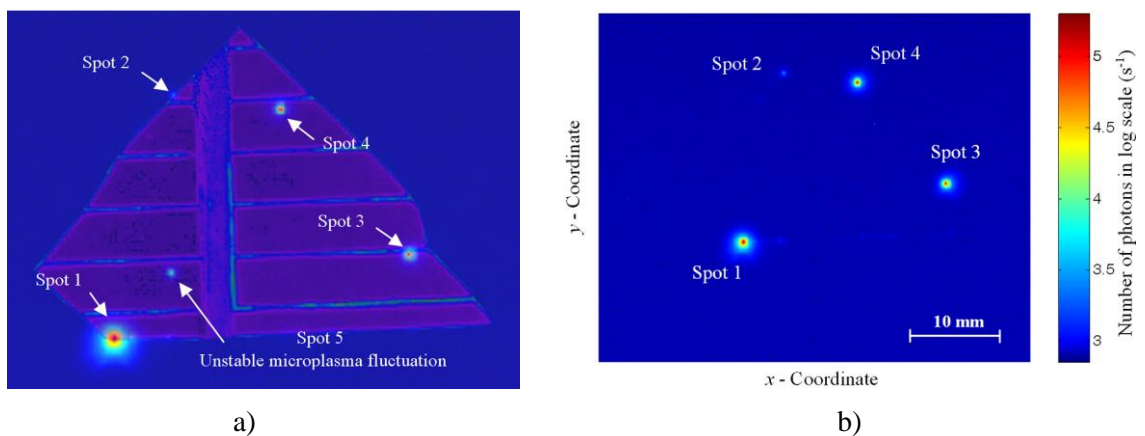 Spot 2
Spot 4
Spot 3
Spot 1
Spot 5
Unstable microplasma fluctuation
a)
Spot 2
Spot 4
Spot 3
Spot 1
10 mm
y - Coordinate
x - Coordinate
5
4.5
4
3.5
3
Number of photons in log scale (s⁻¹)
b)